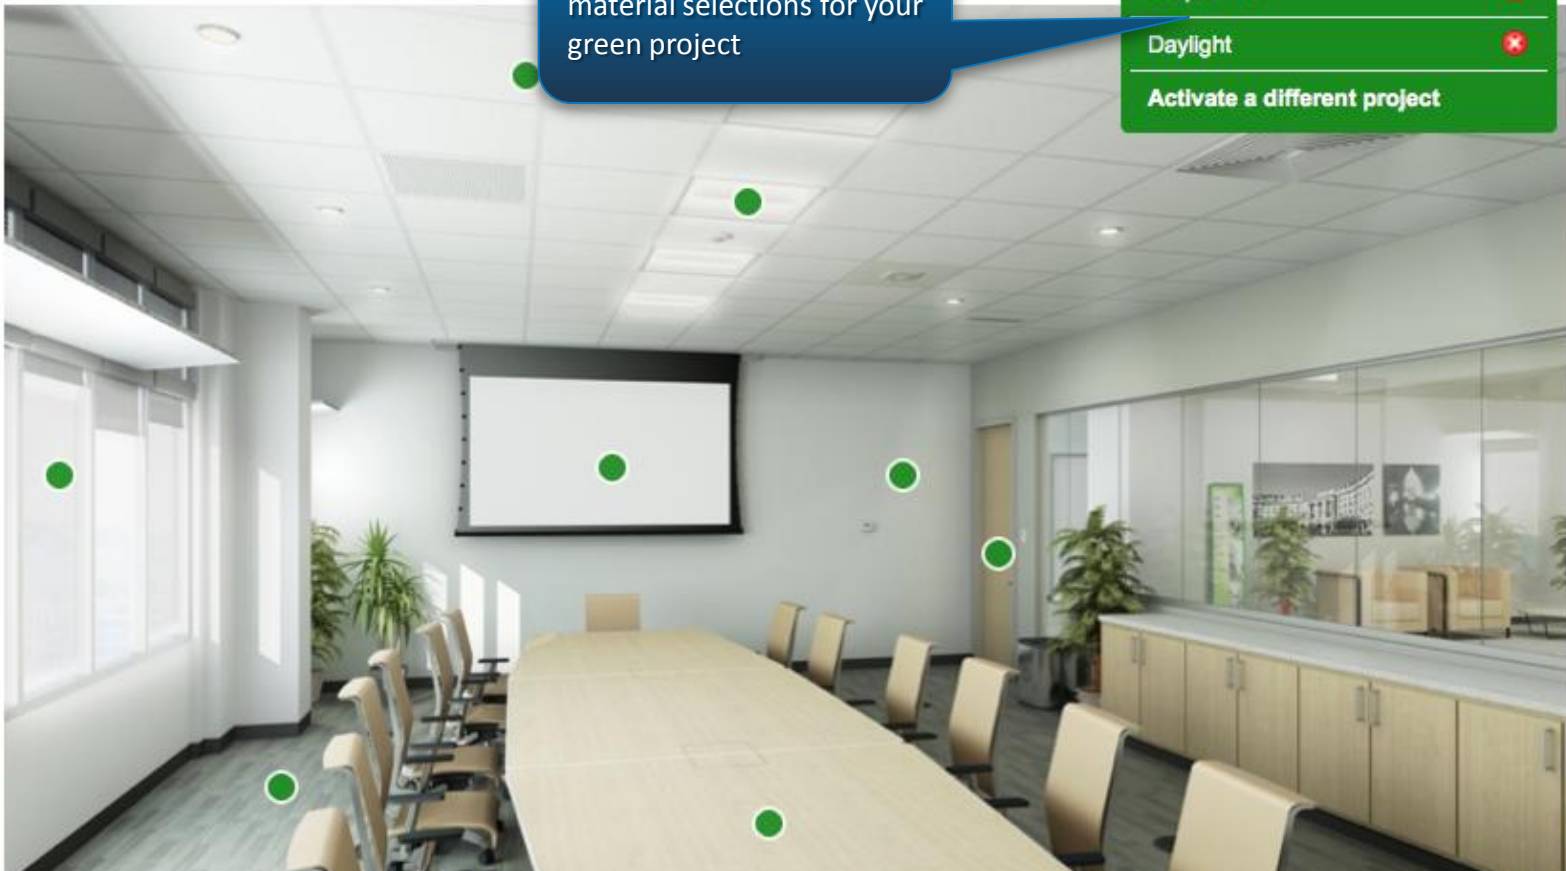 material selections for your
green project
Daylight
Activate a different project